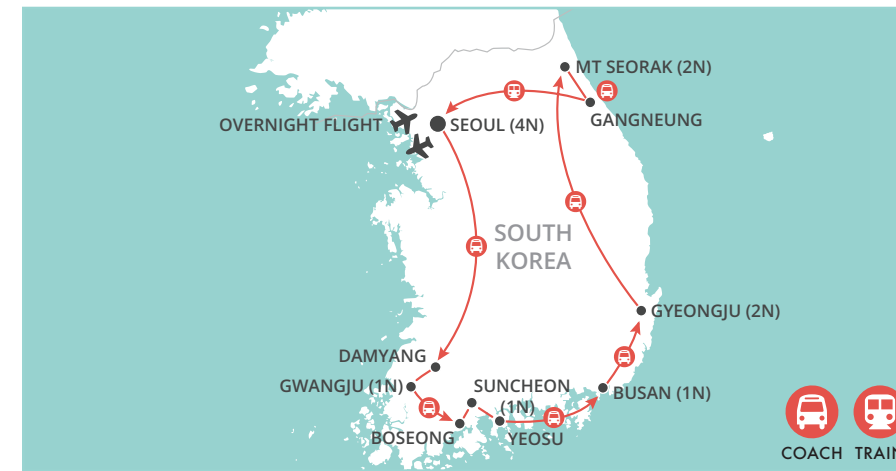 MT SEORAK (2N)
GANGNEUNG
OVERNIGHT FLIGHT
SEOUL (4N)
SOUTH
KOREA
GYEONGJU (2N)
DAMYANG
GWANGJU (1N)
SUNCHEON
(1N)
BUSAN (1N)
BOSEONG
YEOSU
COACH
TRAIN